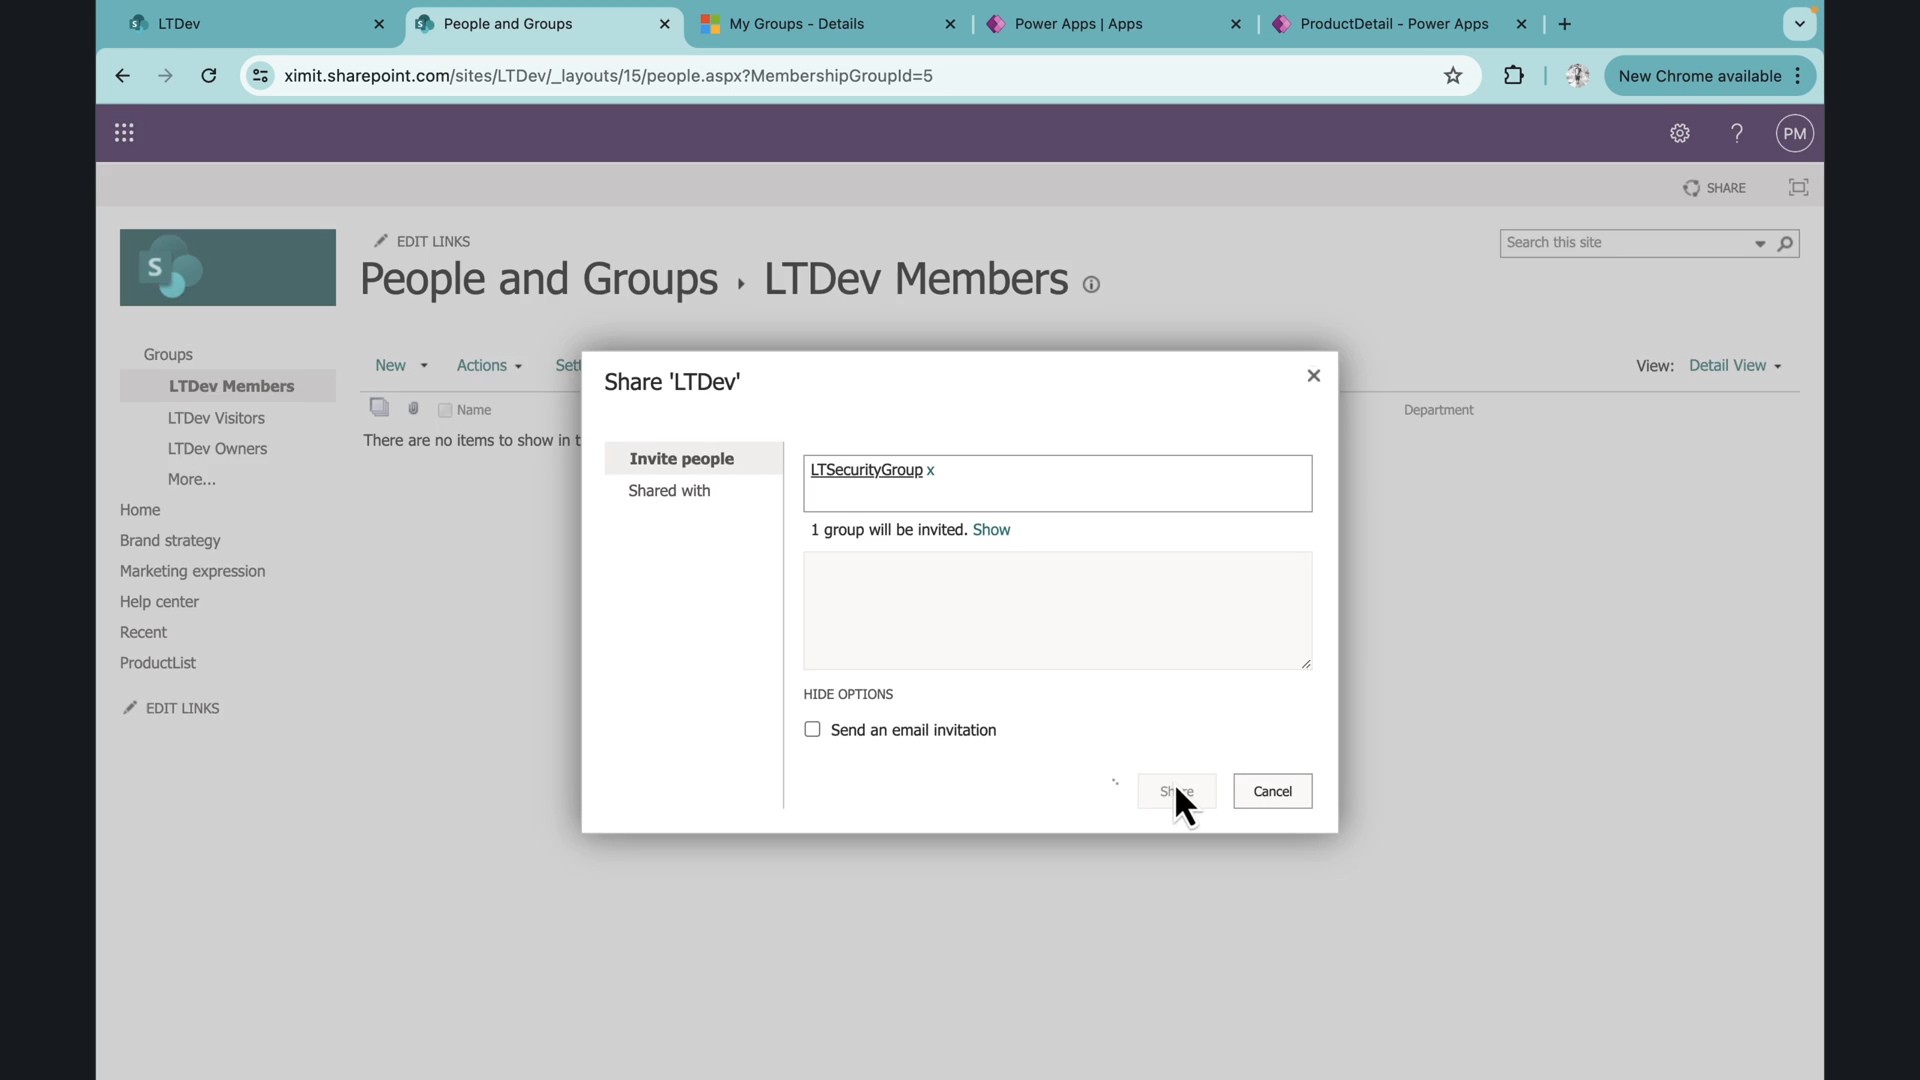 LTDev
People and Groups
My Groups - Details
Power Apps | Apps
ProductDetail - Power Apps
ximit.sharepoint.com/sites/LTDev/_layouts/15/people.aspx?MembershipGroupId=5
New Chrome available
PM
SHARE
S
EDIT LINKS
Search this site
People and Groups ▸ LTDev Members
Groups
LTDev Members
LTDev Visitors
LTDev Owners
More...
Home
Brand strategy
Marketing expression
Help center
Recent
ProductList
EDIT LINKS
New
Actions
View: Detail View
Name
Department
There are no items to show in
Share 'LTDev'
Invite people
Shared with
LTSecurityGroup x
1 group will be invited. Show
HIDE OPTIONS
Send an email invitation
Share
Cancel